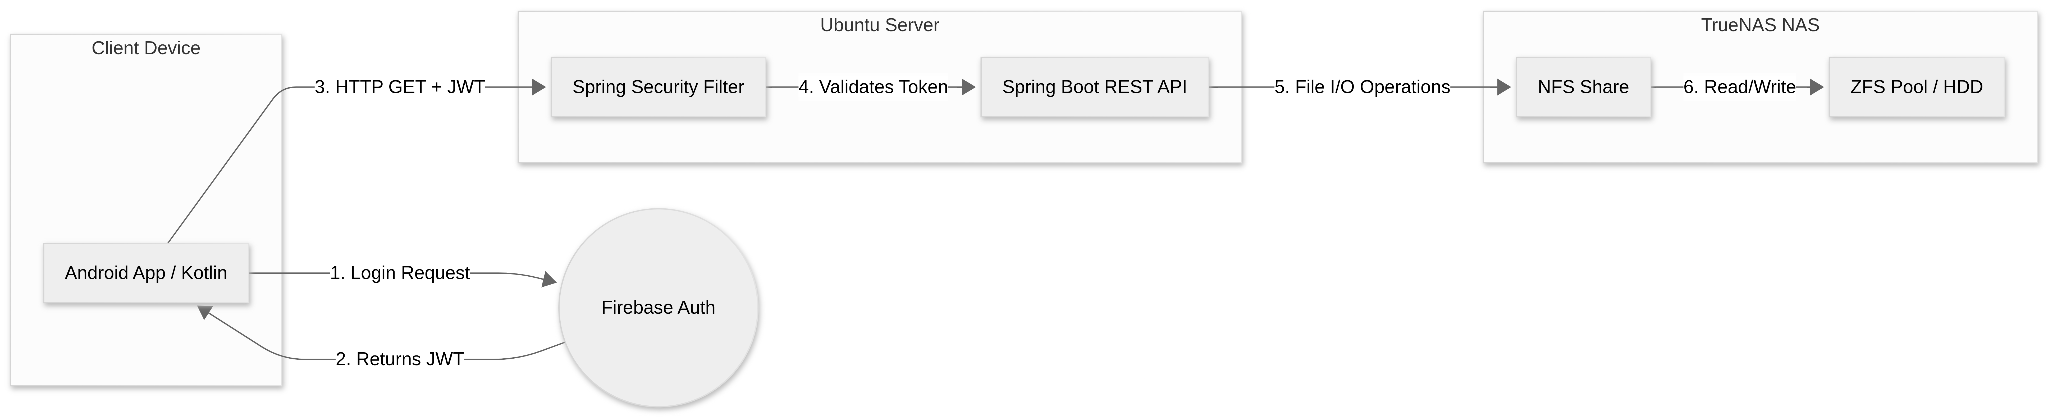 Client Device
Ubuntu Server
TrueNAS NAS
3. HTTP GET + JWT
Spring Security Filter
4. Validates Token
Spring Boot REST API
5. File I/O Operations
NFS Share
6. Read/Write
ZFS Pool / HDD
Android App / Kotlin
1. Login Request
Firebase Auth
2. Returns JWT